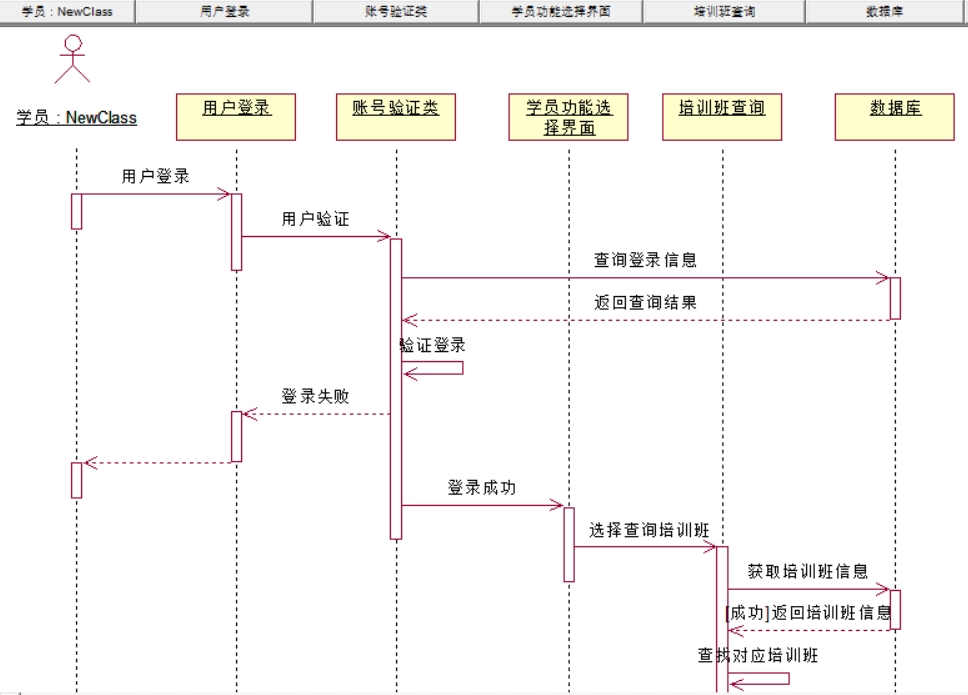 学员 : NewClass
用户登录
账号验证类
学员功能选择界面
培训班查询
数据库
学员 : NewClass
用户登录
账号验证类
学员功能选
择界面
培训班查询
数据库
用户登录
用户验证
查询登录信息
返回查询结果
验证登录
登录失败
登录成功
选择查询培训班
获取培训班信息
[成功]返回培训班信息
查找对应培训班